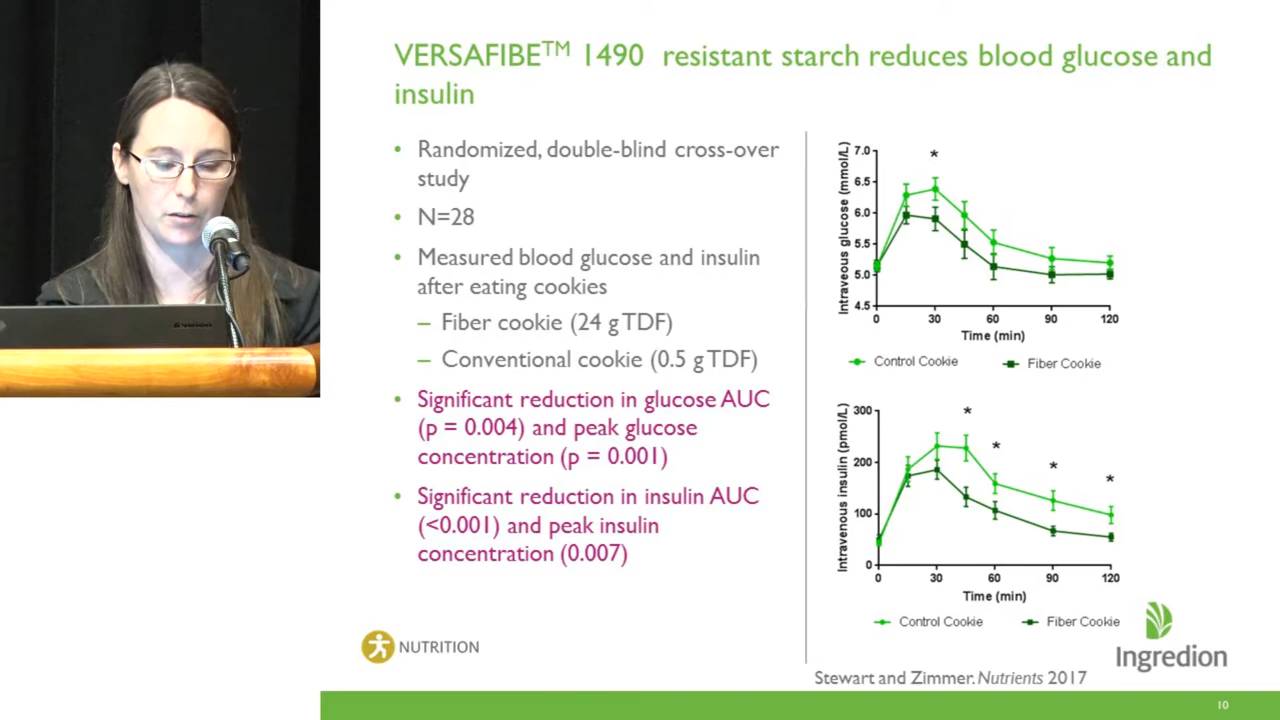 VERSAFIBE™ 1490 resistant starch reduces blood glucose and
insulin
• Randomized, double-blind cross-over
study
• N=28
• Measured blood glucose and insulin
after eating cookies
– Fiber cookie (24 g TDF)
– Conventional cookie (0.5 g TDF)
• Significant reduction in glucose AUC
(p = 0.004) and peak glucose
concentration (p = 0.001)
• Significant reduction in insulin AUC
(<0.001) and peak insulin
concentration (0.007)
NUTRITION
Intraveous glucose (mmol/L)
7.0
6.5
6.0
5.5
5.0
4.5
*
0 30 60 90 120
Time (min)
Control Cookie Fiber Cookie
Intravenous insulin (pmol/L)
300
200
100
0
* * * *
0 30 60 90 120
Time (min)
Control Cookie Fiber Cookie
Ingredion
Stewart and Zimmer. Nutrients 2017
10